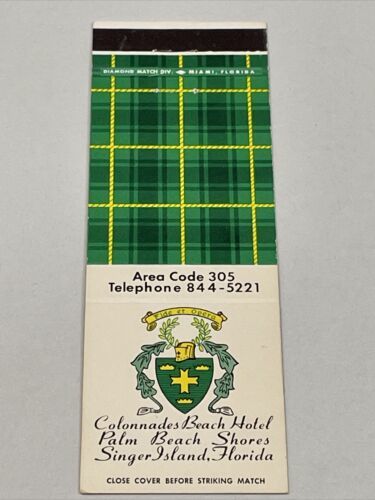 DIAMOND MATCH DIV. MIAMI, FLORIDA
Area Code 305
Telephone 844-5221
Fide et Opera
Colonnades Beach Hotel
Palm Beach Shores
Singer Island, Florida
CLOSE COVER BEFORE STRIKING MATCH